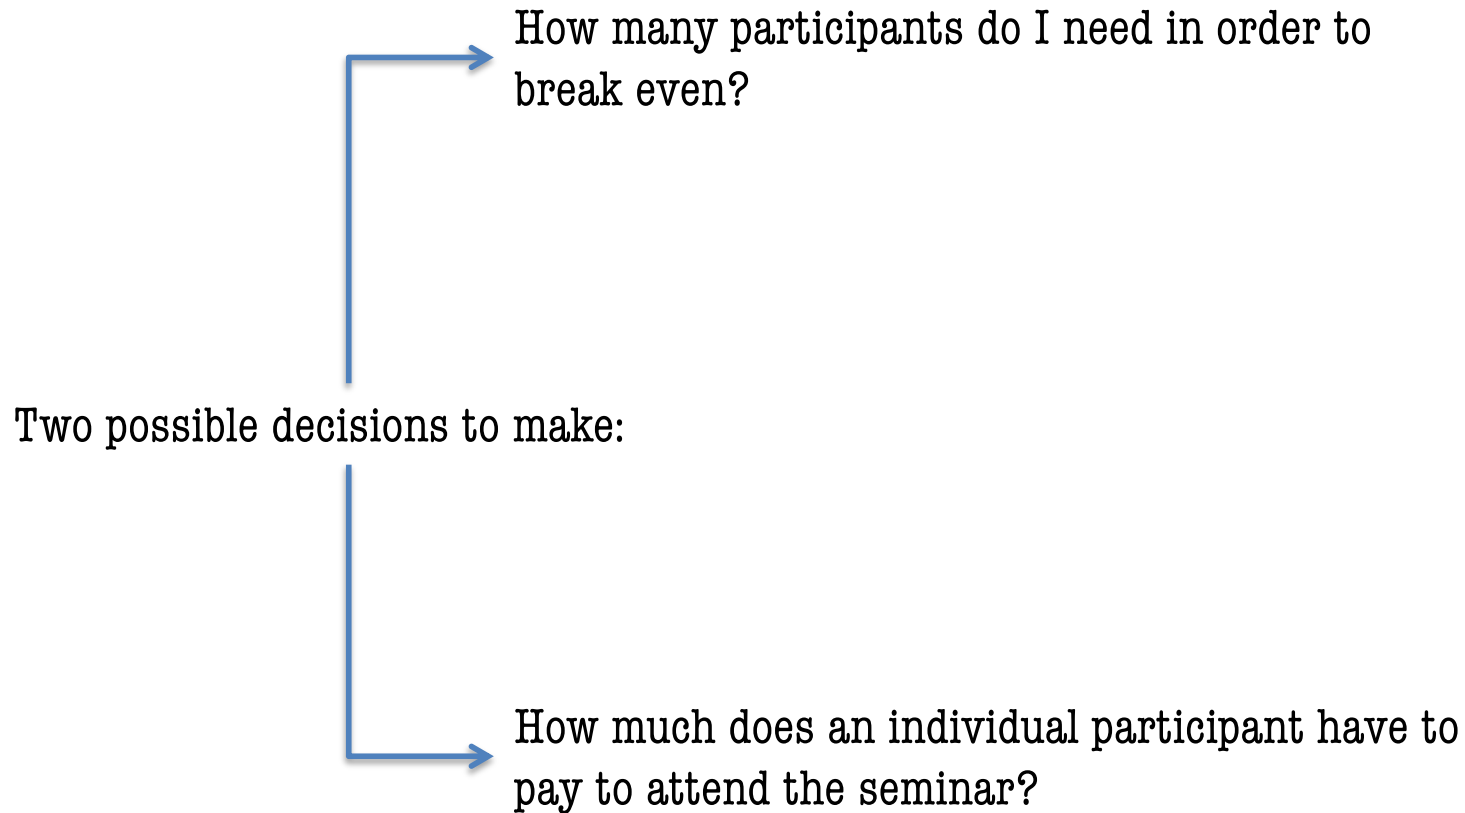 How many participants do I need in order to
break even?
Two possible decisions to make:
How much does an individual participant have to
pay to attend the seminar?